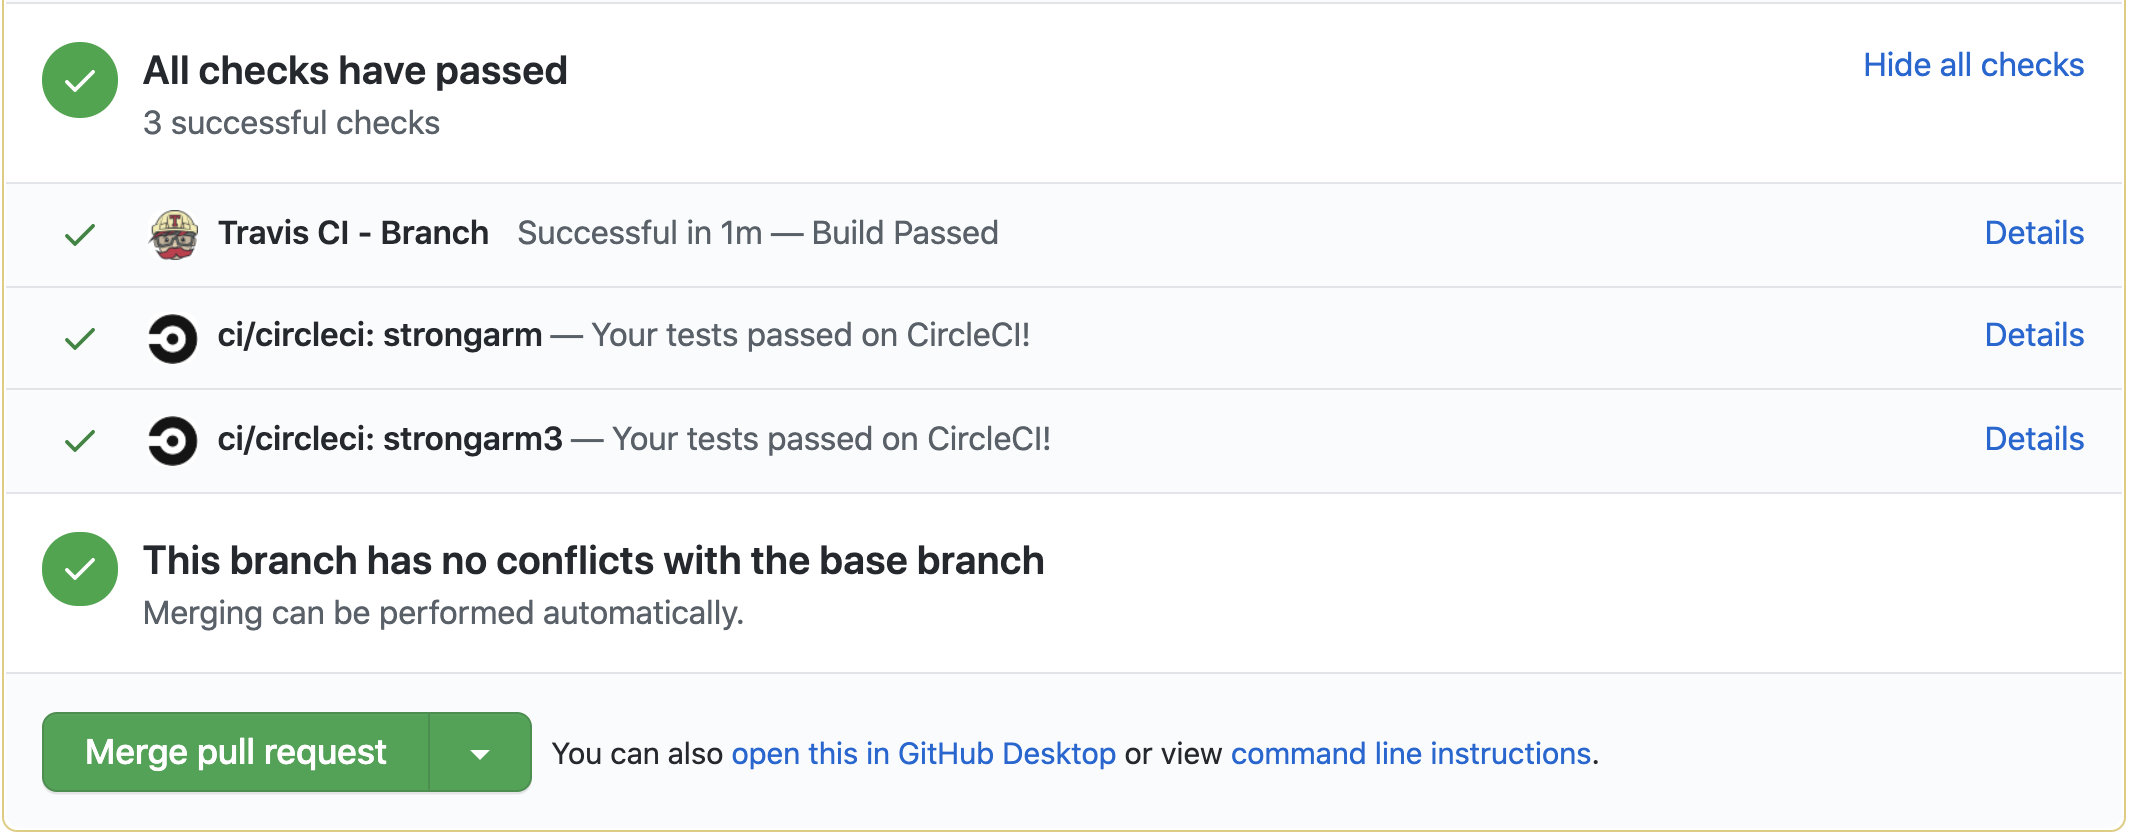 All checks have passed
Hide all checks
3 successful checks
Travis CI - Branch Successful in 1m — Build Passed Details
ci/circleci: strongarm — Your tests passed on CircleCI! Details
ci/circleci: strongarm3 — Your tests passed on CircleCI! Details
This branch has no conflicts with the base branch
Merging can be performed automatically.
Merge pull request You can also open this in GitHub Desktop or view command line instructions.